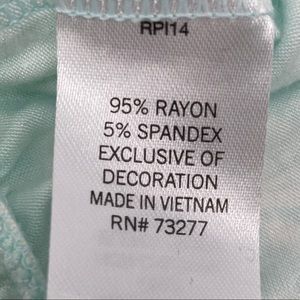 RPI14
95% RAYON
5% SPANDEX
EXCLUSIVE OF
DECORATION
MADE IN VIETNAM
RN# 73277